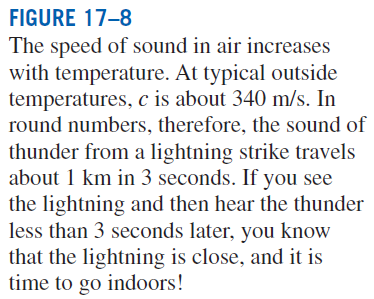 FIGURE 17–8
The speed of sound in air increases
with temperature. At typical outside
temperatures, c is about 340 m/s. In
round numbers, therefore, the sound of
thunder from a lightning strike travels
about 1 km in 3 seconds. If you see
the lightning and then hear the thunder
less than 3 seconds later, you know
that the lightning is close, and it is
time to go indoors!